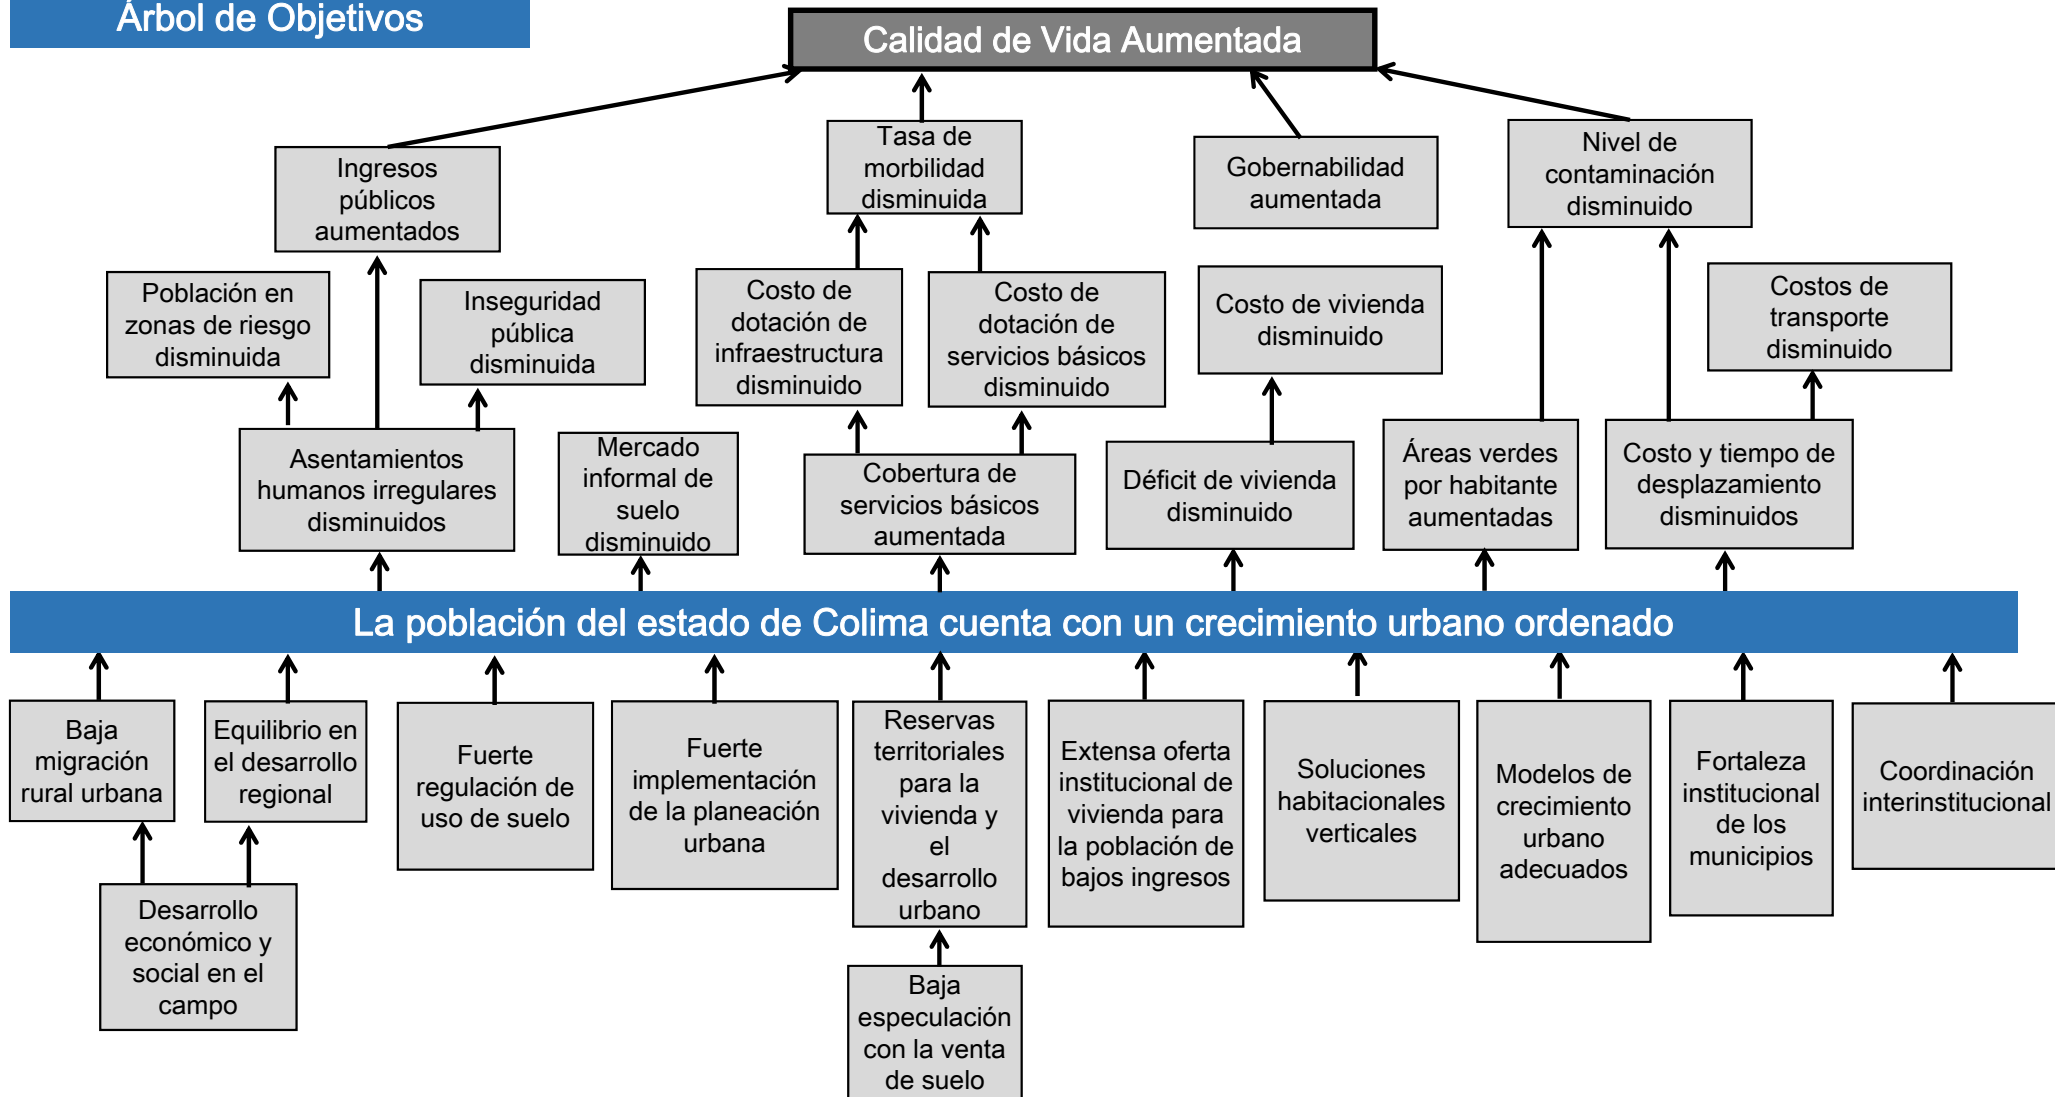 Árbol de Objetivos
Calidad de Vida Aumentada
Ingresos
públicos
aumentados
Tasa de
morbilidad
disminuida
Gobernabilidad
aumentada
Nivel de
contaminación
disminuido
Población en
zonas de riesgo
disminuida
Inseguridad
pública
disminuida
Costo de
dotación de
infraestructura
disminuido
Costo de
dotación de
servicios básicos
disminuido
Costo de vivienda
disminuido
Costos de
transporte
disminuido
Asentamientos
humanos irregulares
disminuidos
Mercado
informal de
suelo
disminuido
Cobertura de
servicios básicos
aumentada
Déficit de vivienda
disminuido
Áreas verdes
por habitante
aumentadas
Costo y tiempo de
desplazamiento
disminuidos
La población del estado de Colima cuenta con un crecimiento urbano ordenado
Baja
migración
rural urbana
Equilibrio en
el desarrollo
regional
Fuerte
regulación de
uso de suelo
Fuerte
implementación
de la planeación
urbana
Reservas
territoriales
para la
vivienda y
el
desarrollo
urbano
Extensa oferta
institucional de
vivienda para
la población de
bajos ingresos
Soluciones
habitacionales
verticales
Modelos de
crecimiento
urbano
adecuados
Fortaleza
institucional
de los
municipios
Coordinación
interinstitucional
Desarrollo
económico y
social en el
campo
Baja
especulación
con la venta
de suelo